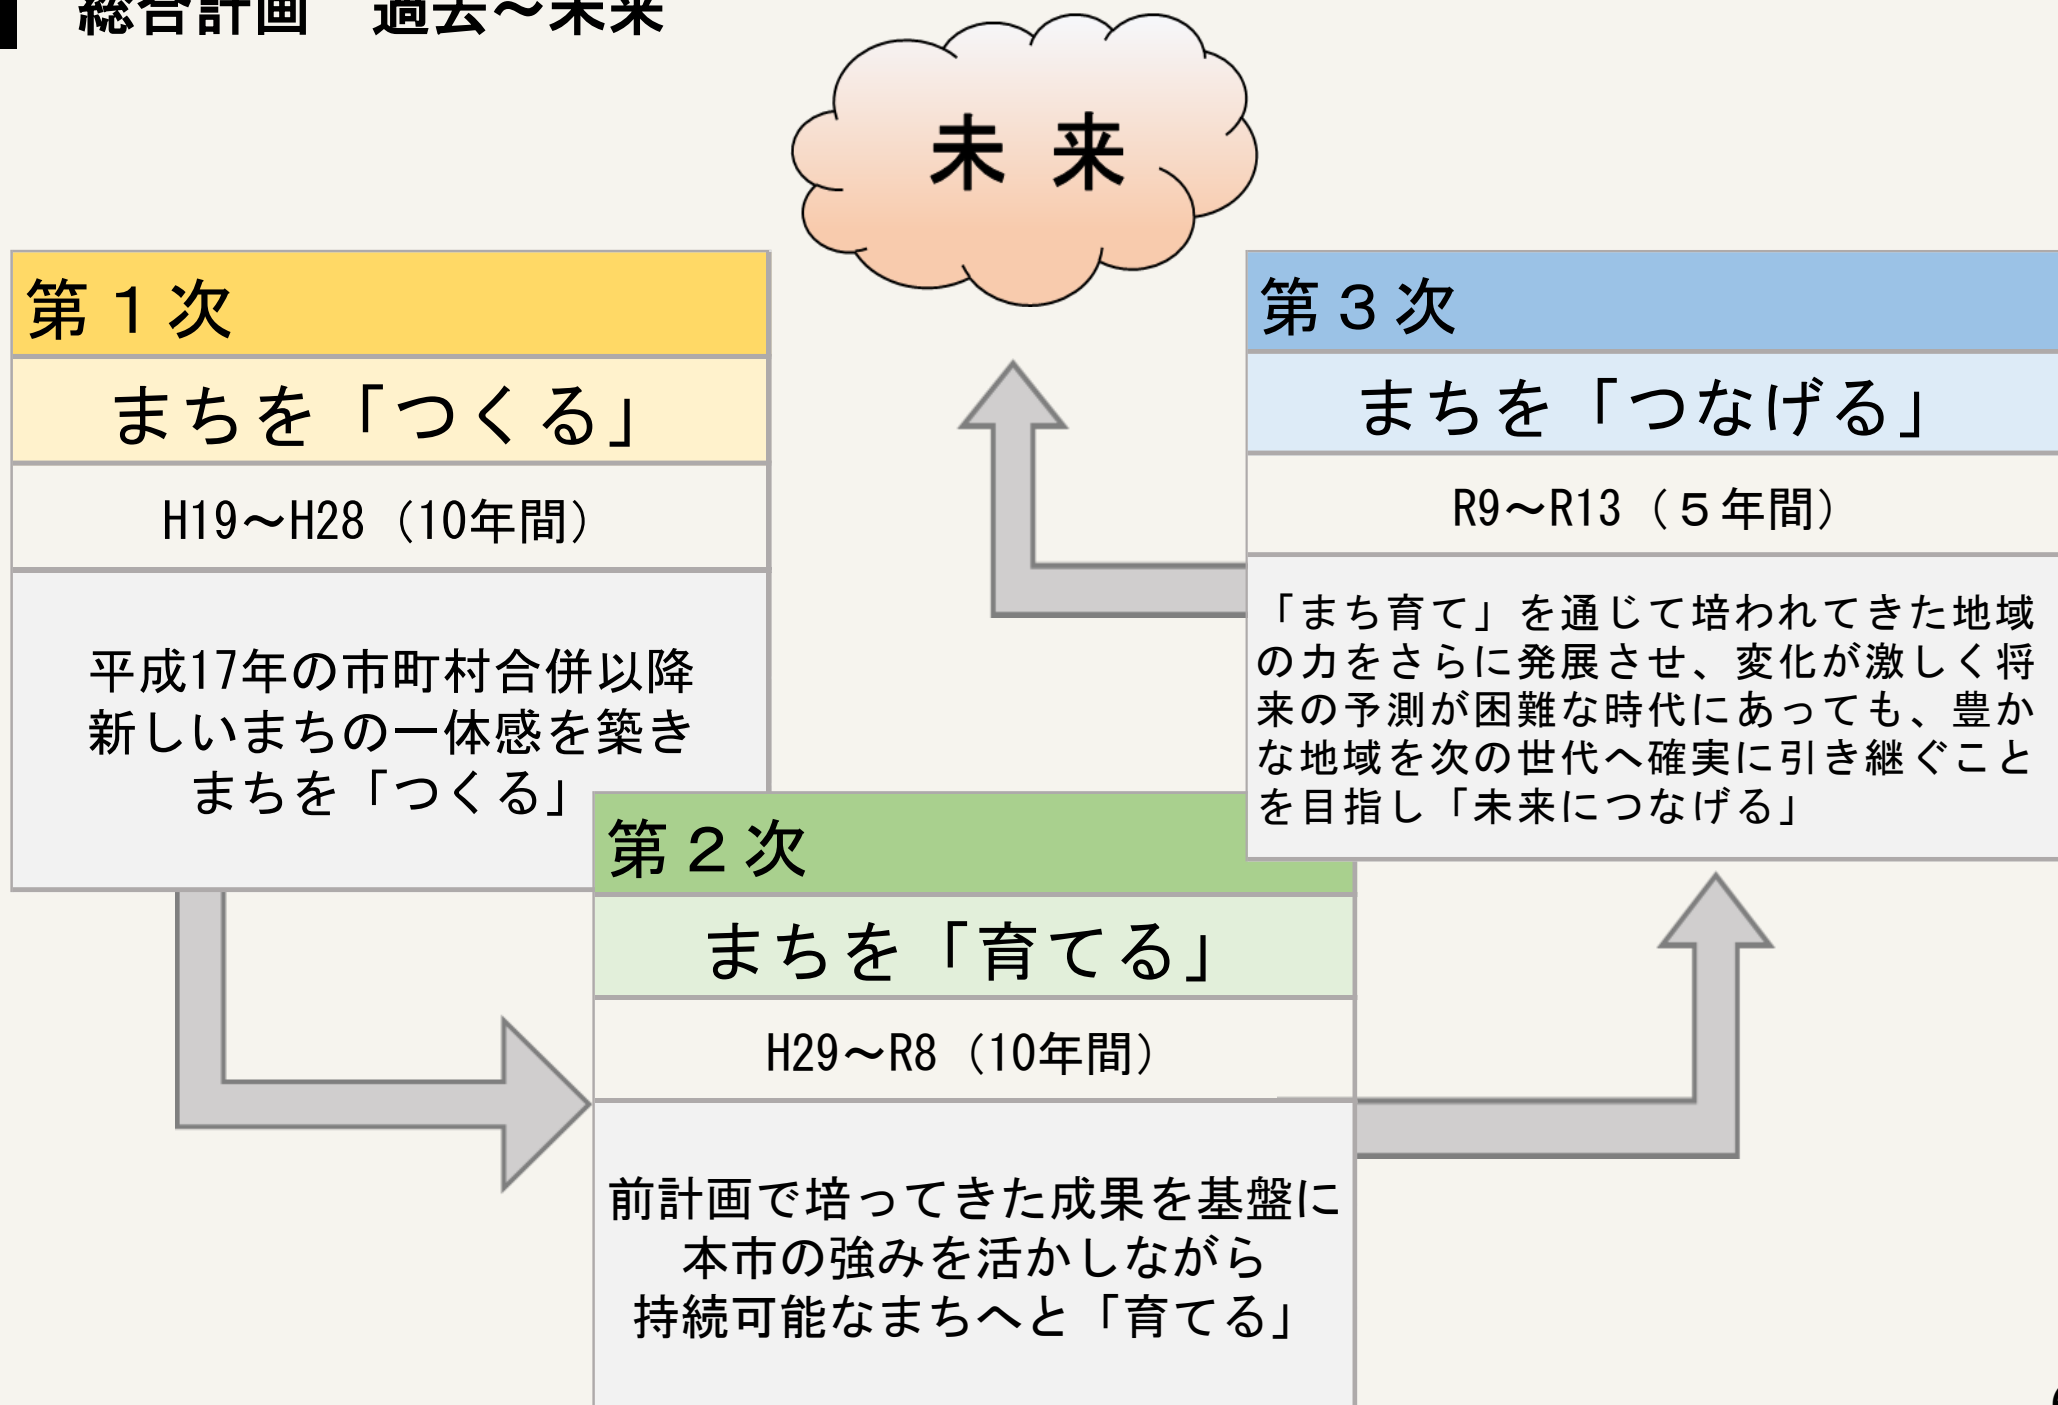 総合計画　過去～未来
未 来
第１次
まちを「つくる」
H19～H28（10年間）
平成17年の市町村合併以降
新しいまちの一体感を築き
まちを「つくる」
第２次
まちを「育てる」
H29～R8（10年間）
前計画で培ってきた成果を基盤に
本市の強みを活かしながら
持続可能なまちへと「育てる」
第３次
まちを「つなげる」
R9～R13（５年間）
「まち育て」を通じて培われてきた地域
の力をさらに発展させ、変化が激しく将
来の予測が困難な時代にあっても、豊か
な地域を次の世代へ確実に引き継ぐこと
を目指し「未来につなげる」